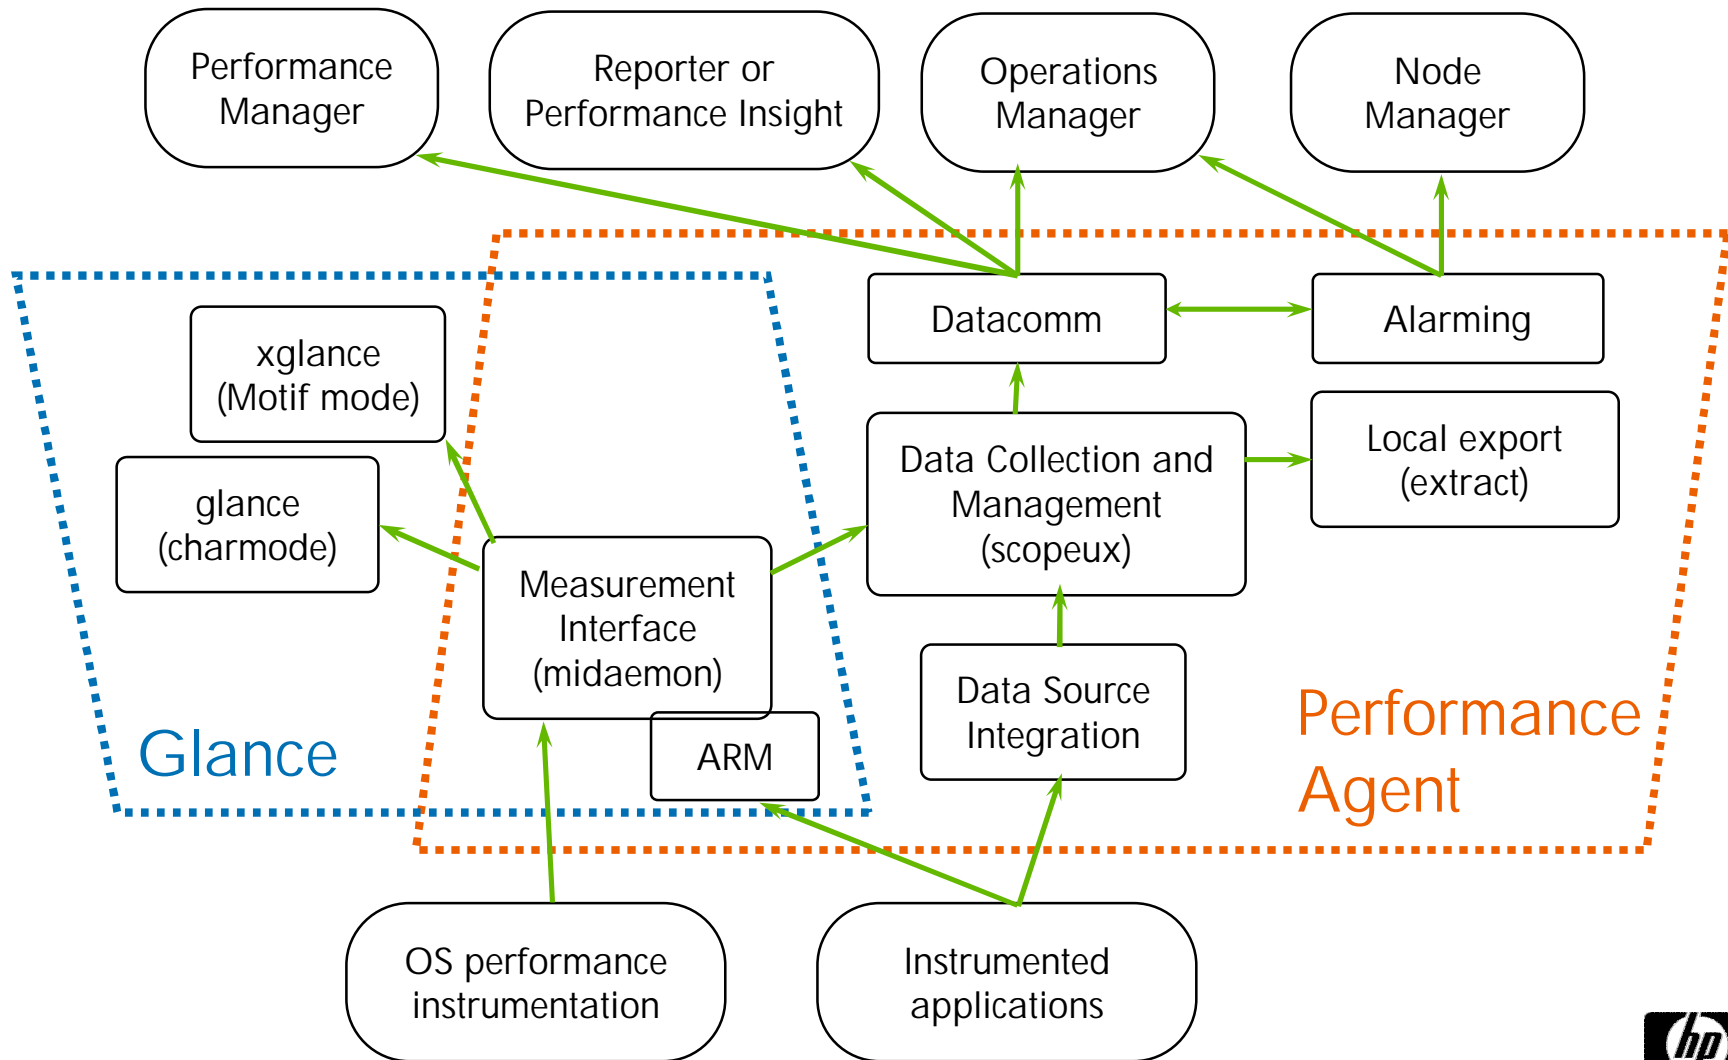 Performance
Manager
Reporter or
Performance Insight
Operations
Manager
Node
Manager
Datacomm
Alarming
xglance
(Motif mode)
glance
(charmode)
Data Collection and
Management
(scopeux)
Local export
(extract)
Measurement
Interface
(midaemon)
ARM
Data Source
Integration
Glance
Performance
Agent
OS performance
instrumentation
Instrumented
applications
hp